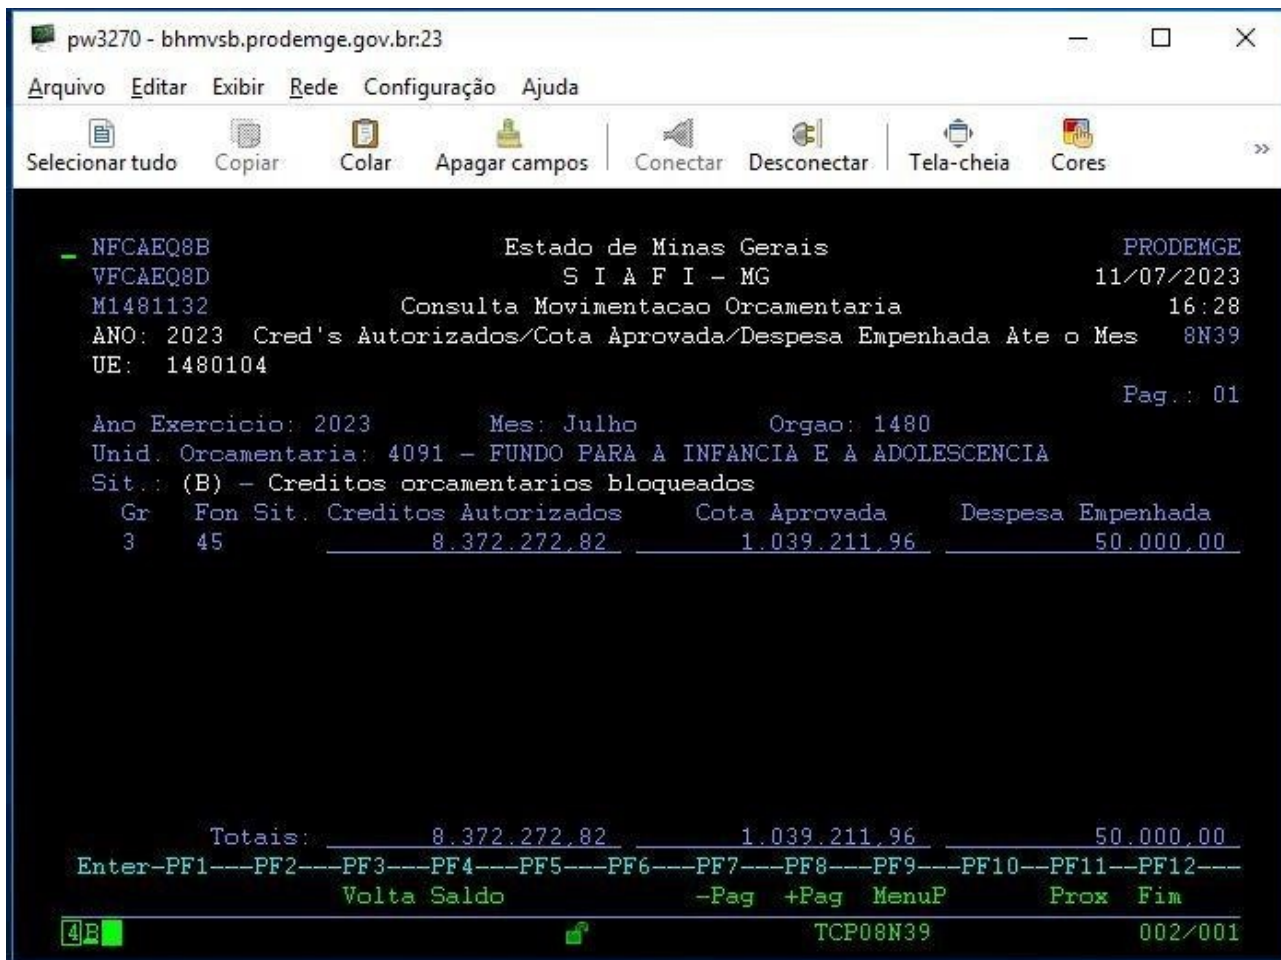 pw3270 - bhmvsb.prodemge.gov.br:23
Arquivo Editar Exibir Rede Configuração Ajuda
Selecionar tudo Copiar Colar Apagar campos Conectar Desconectar Tela-cheia Cores
NFCAEQ8B Estado de Minas Gerais PRODEMGE
VFCAEQ8D S I A F I - MG 11/07/2023
M1481132 Consulta Movimentacao Orcamentaria 16:28
ANO: 2023 Cred's Autorizados/Cota Aprovada/Despesa Empenhada Ate o Mes 8N39
UE: 1480104
Pag.: 01
Ano Exercicio: 2023 Mes: Julho Orgao: 1480
Unid. Orcamentaria: 4091 - FUNDO PARA A INFANCIA E A ADOLESCENCIA
Sit.: (B) - Creditos orcamentarios bloqueados
Gr Fon Sit. Creditos Autorizados Cota Aprovada Despesa Empenhada
3 45 8.372.272,82 1.039.211,96 50.000,00
Totais: 8.372.272,82 1.039.211,96 50.000,00
Enter-PF1---PF2---PF3---PF4---PF5---PF6---PF7---PF8---PF9---PF10--PF11--PF12---
Volta Saldo -Pag +Pag MenuP Prox Fim
4B TCP08N39 002/001